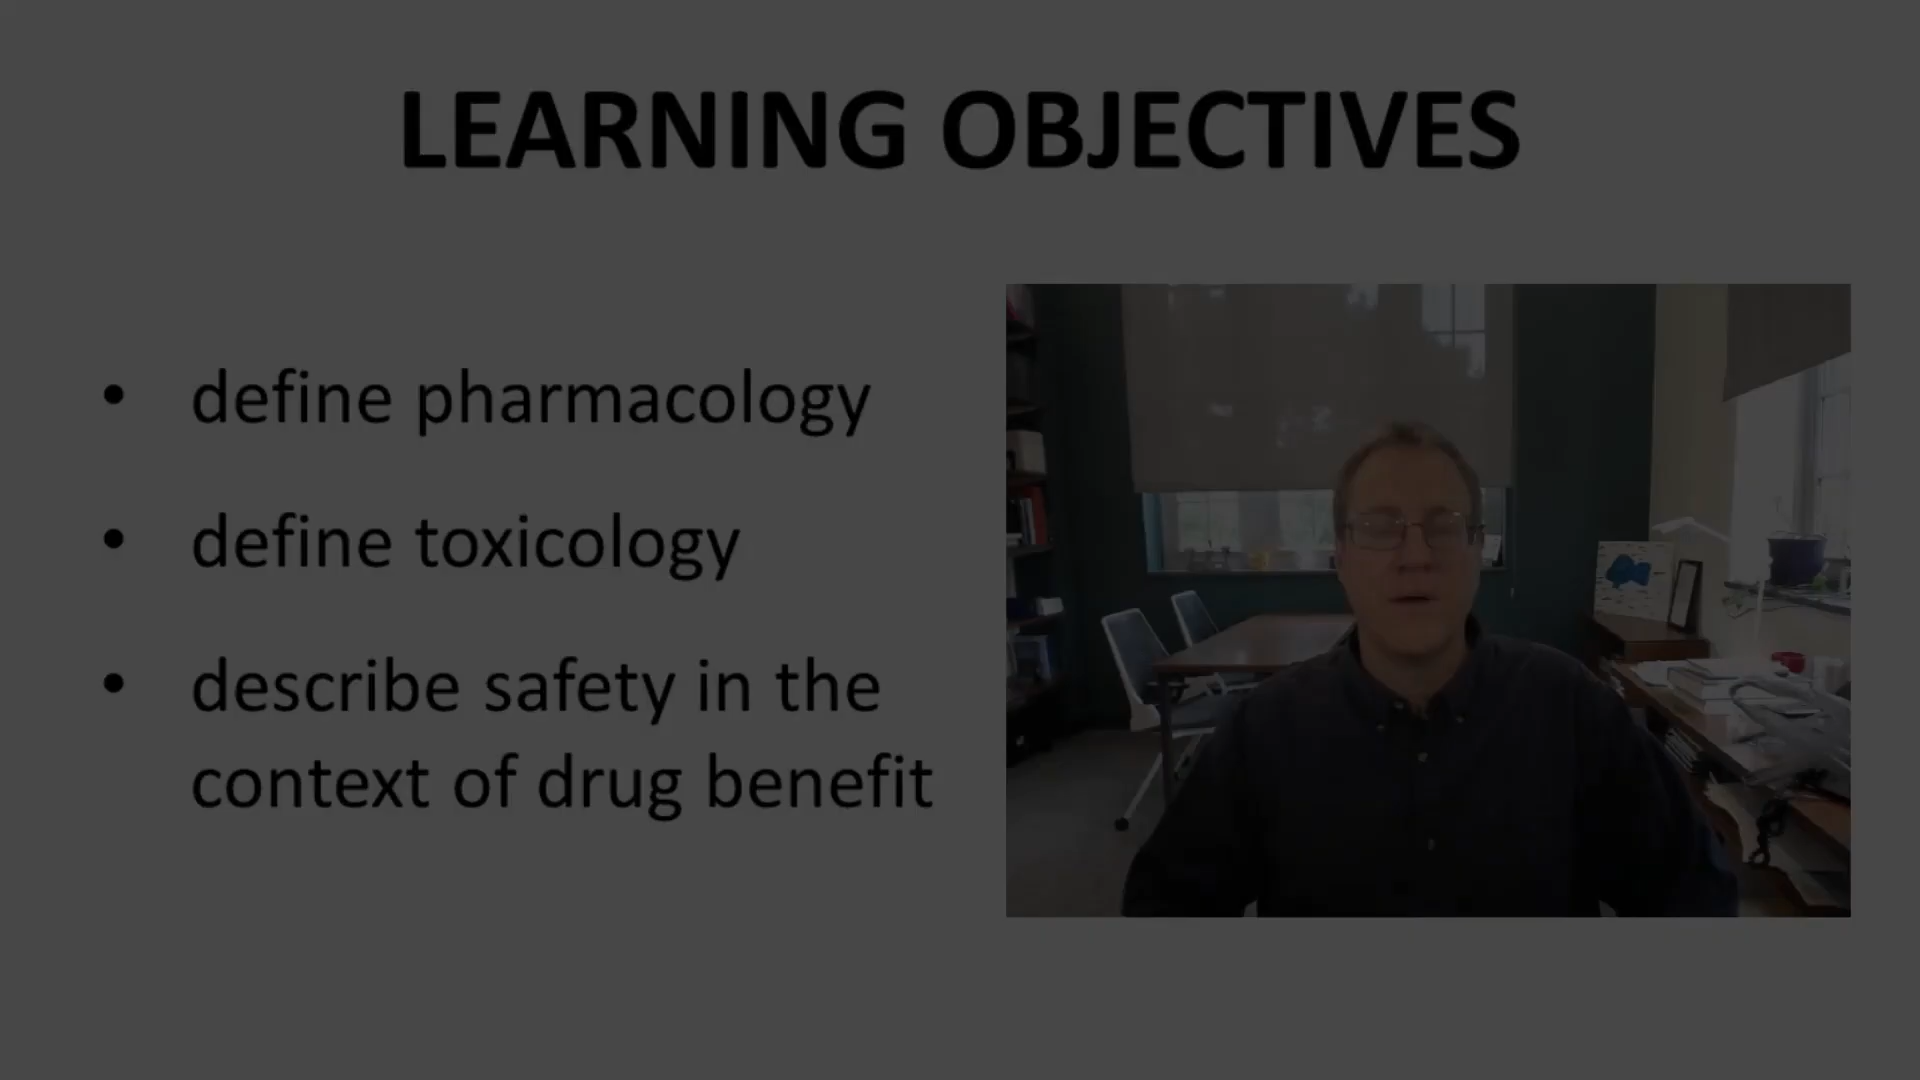 LEARNING OBJECTIVES
• define pharmacology
• define toxicology
• describe safety in the
context of drug benefit